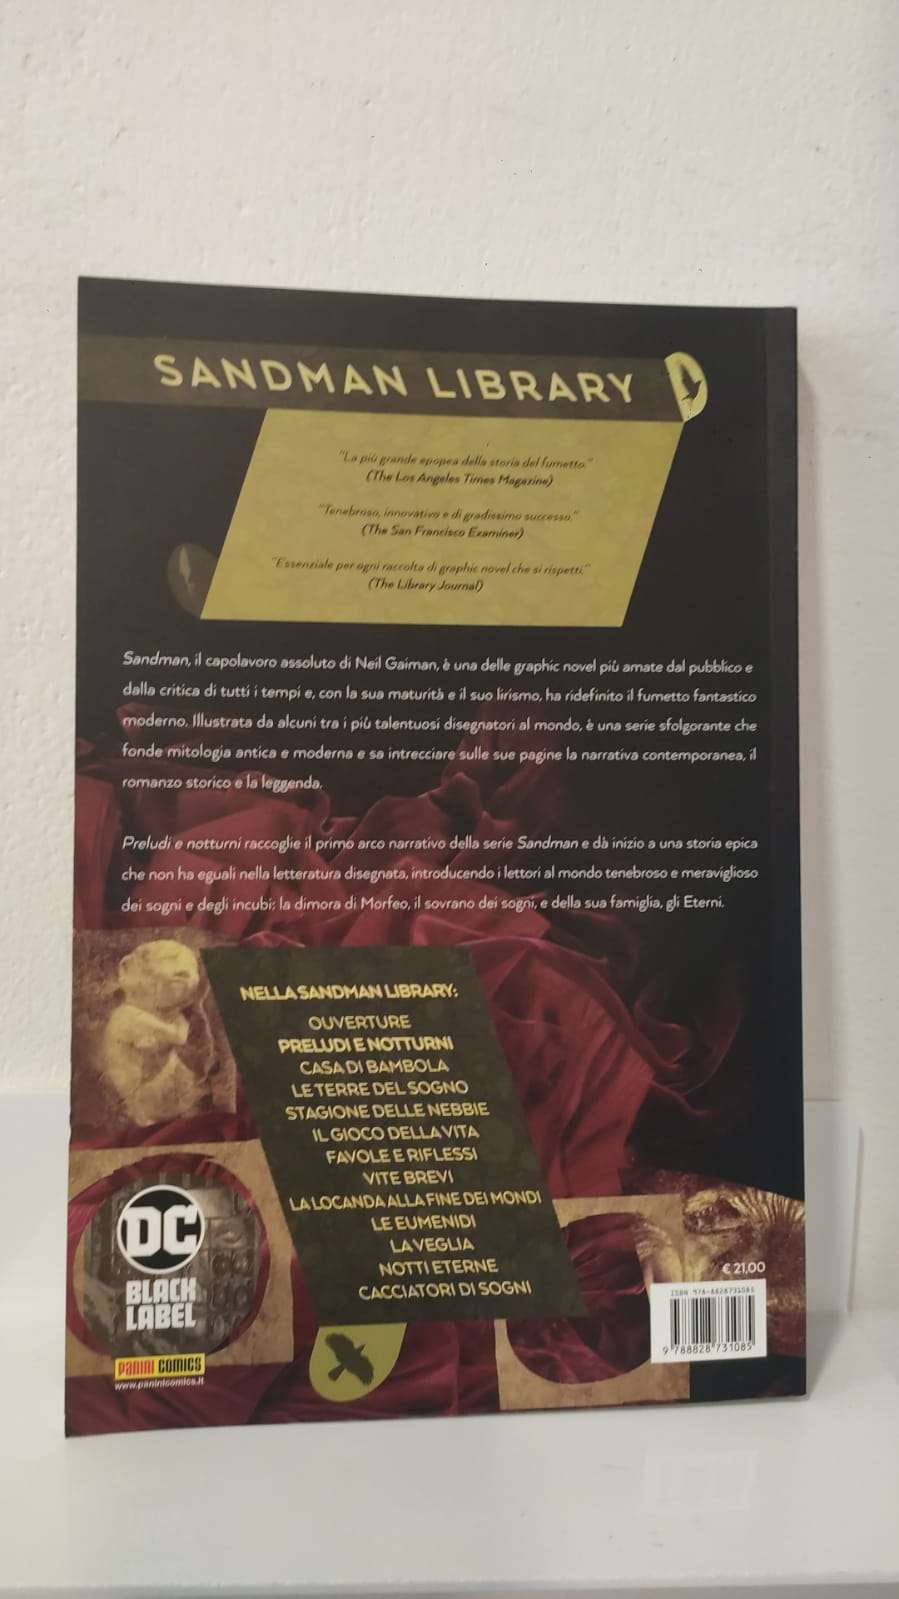 SANDMAN LIBRARY
"La più grande epopea della storia del fumetto."
(The Los Angeles Times Magazine)
"Tenebroso, innovativo e di gradissimo successo."
(The San Francisco Examiner)
"Essenziale per ogni raccolta di graphic novel che si rispetti."
(The Library Journal)
Sandman, il capolavoro assoluto di Neil Gaiman, è una delle graphic novel più amate dal pubblico e
dalla critica di tutti i tempi e, con la sua maturità e il suo lirismo, ha ridefinito il fumetto fantastico
moderno. Illustrata da alcuni tra i più talentuosi disegnatori al mondo, è una serie sfolgorante che
fonde mitologia antica e moderna e sa intrecciare sulle sue pagine la narrativa contemporanea, il
romanzo storico e la leggenda.
Preludi e notturni raccoglie il primo arco narrativo della serie Sandman e dà inizio a una storia epica
che non ha eguali nella letteratura disegnata, introducendo i lettori al mondo tenebroso e meraviglioso
dei sogni e degli incubi: la dimora di Morfeo, il sovrano dei sogni, e della sua famiglia, gli Eterni.
NELLA SANDMAN LIBRARY:
OUVERTURE
PRELUDI E NOTTURNI
CASA DI BAMBOLA
LE TERRE DEL SOGNO
STAGIONE DELLE NEBBIE
IL GIOCO DELLA VITA
FAVOLE E RIFLESSI
VITE BREVI
LA LOCANDA ALLA FINE DEI MONDI
LE EUMENIDI
LA VEGLIA
NOTTI ETERNE
CACCIATORI DI SOGNI
DC
BLACK
LABEL
PANINI COMICS
www.paninicomics.it
€ 21,00
9 788828 731085